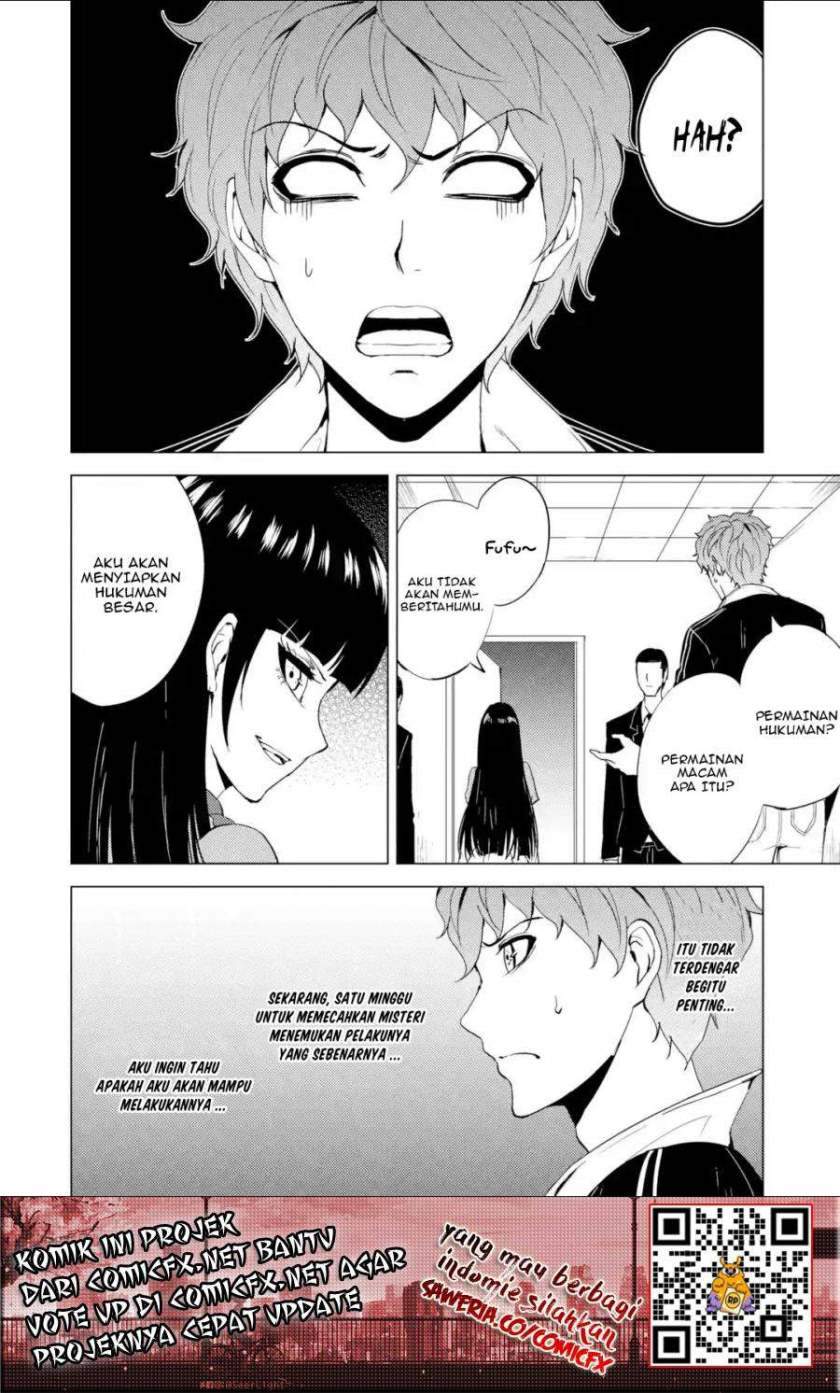 HAH?
PERMAINAN
HUKUMAN?
PERMAINAN
MACAM
APA ITU?
Fufu~
AKU TIDAK
AKAN MEM-
BERITAHUMU.
AKU AKAN
MENYIAPKAN
HUKUMAN
BESAR.
ITU TIDAK
TERDENGAR
BEGITU
PENTING...
SEKARANG, SATU MINGGU
UNTUK MEMECAHKAN MISTERI
MENEMUKAN PELAKUNYA
YANG SEBENARNYA ...
AKU INGIN TAHU
APAKAH AKU AKAN MAMPU
MELAKUKANNYA ...
KOMIK INI PROJEK
DARI COMICFX.NET BANTU
VOTE UP DI COMICFX.NET AGAR
PROJEKNYA CEPAT UPDATE
yang mau berbagi
indomie silahkan
SAWERIA.CO/COMICFX
RP